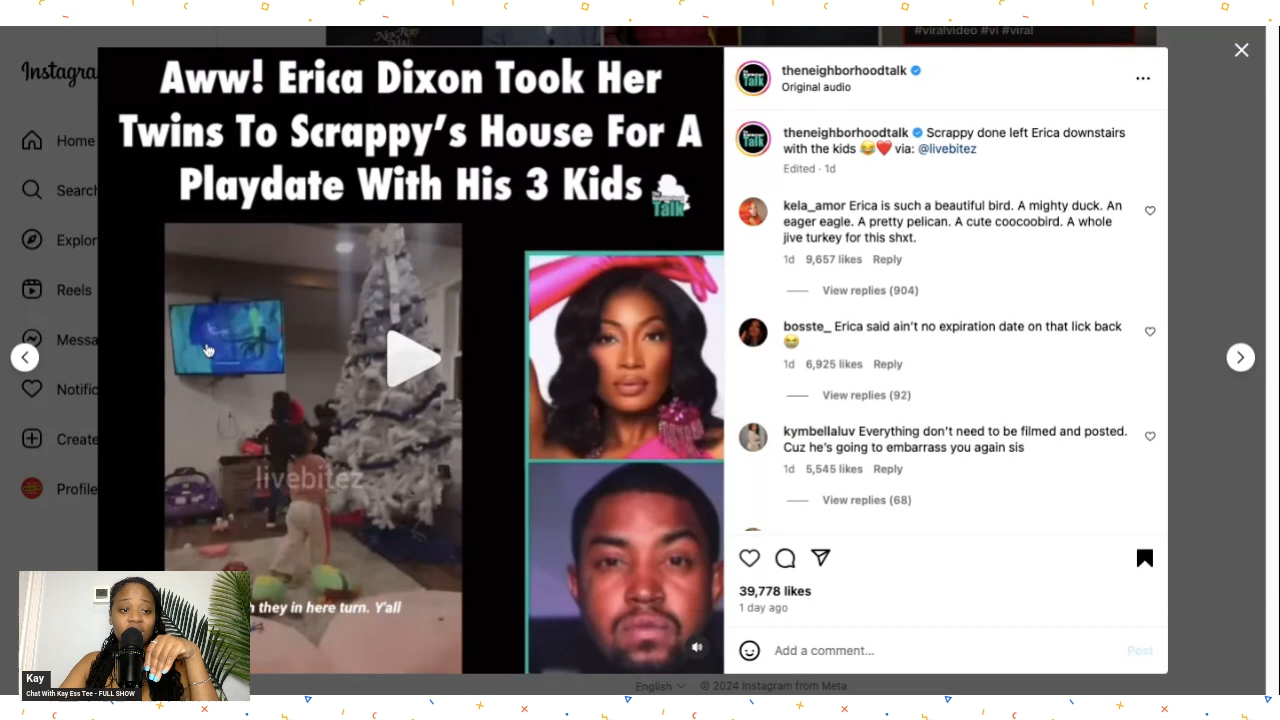 #viralvideo #vi #viral
Instagra
Home
Search
Explor
Reels
Messa
Notific
Create
Profile
Aww! Erica Dixon Took Her
Twins To Scrappy's House For A
Playdate With His 3 Kids
Talk
livebitez
they in here turn. Y'all
Kay
Chat With Kay Ess Tee - FULL SHOW
theneighborhoodtalk
Original audio
theneighborhoodtalk Scrappy done left Erica downstairs
with the kids 😂❤️ via: @livebitez
Edited · 1d
kela_amor Erica is such a beautiful bird. A mighty duck. An
eager eagle. A pretty pelican. A cute coocoobird. A whole
jive turkey for this shxt.
1d 9,657 likes Reply
View replies (904)
bosste_ Erica said ain't no expiration date on that lick back
😂
1d 6,925 likes Reply
View replies (92)
kymbellaluv Everything don't need to be filmed and posted.
Cuz he's going to embarrass you again sis
1d 5,545 likes Reply
View replies (68)
39,778 likes
1 day ago
Add a comment...
Post
English © 2024 Instagram from Meta